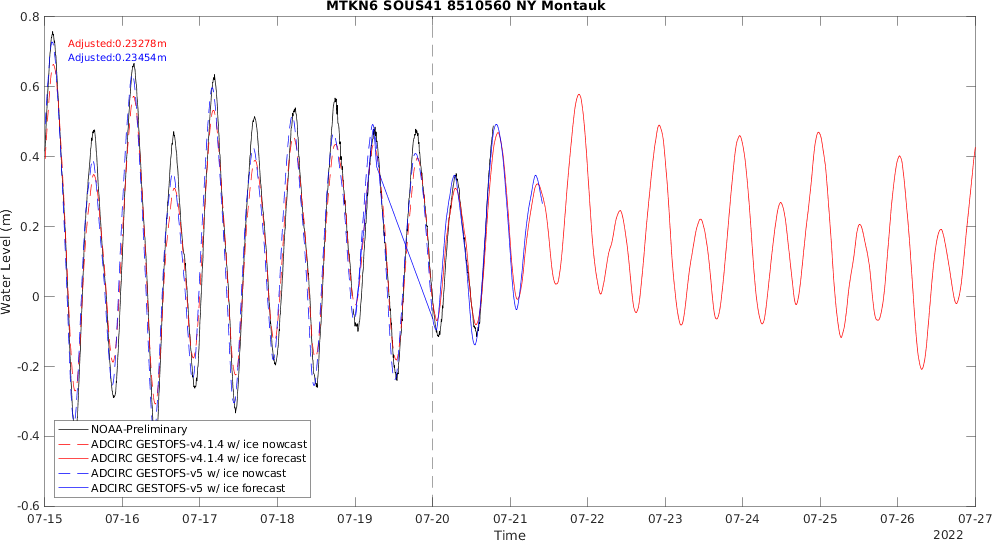 MTKN6 SOUS41 8510560 NY Montauk
Adjusted:0.23278m
Adjusted:0.23454m
0.8
0.6
0.4
0.2
0
-0.2
-0.4
-0.6
Water Level (m)
NOAA-Preliminary
ADCIRC GESTOFS-v4.1.4 w/ ice nowcast
ADCIRC GESTOFS-v4.1.4 w/ ice forecast
ADCIRC GESTOFS-v5 w/ ice nowcast
ADCIRC GESTOFS-v5 w/ ice forecast
07-15 07-16 07-17 07-18 07-19 07-20 07-21 07-22 07-23 07-24 07-25 07-26 07-27
Time
2022